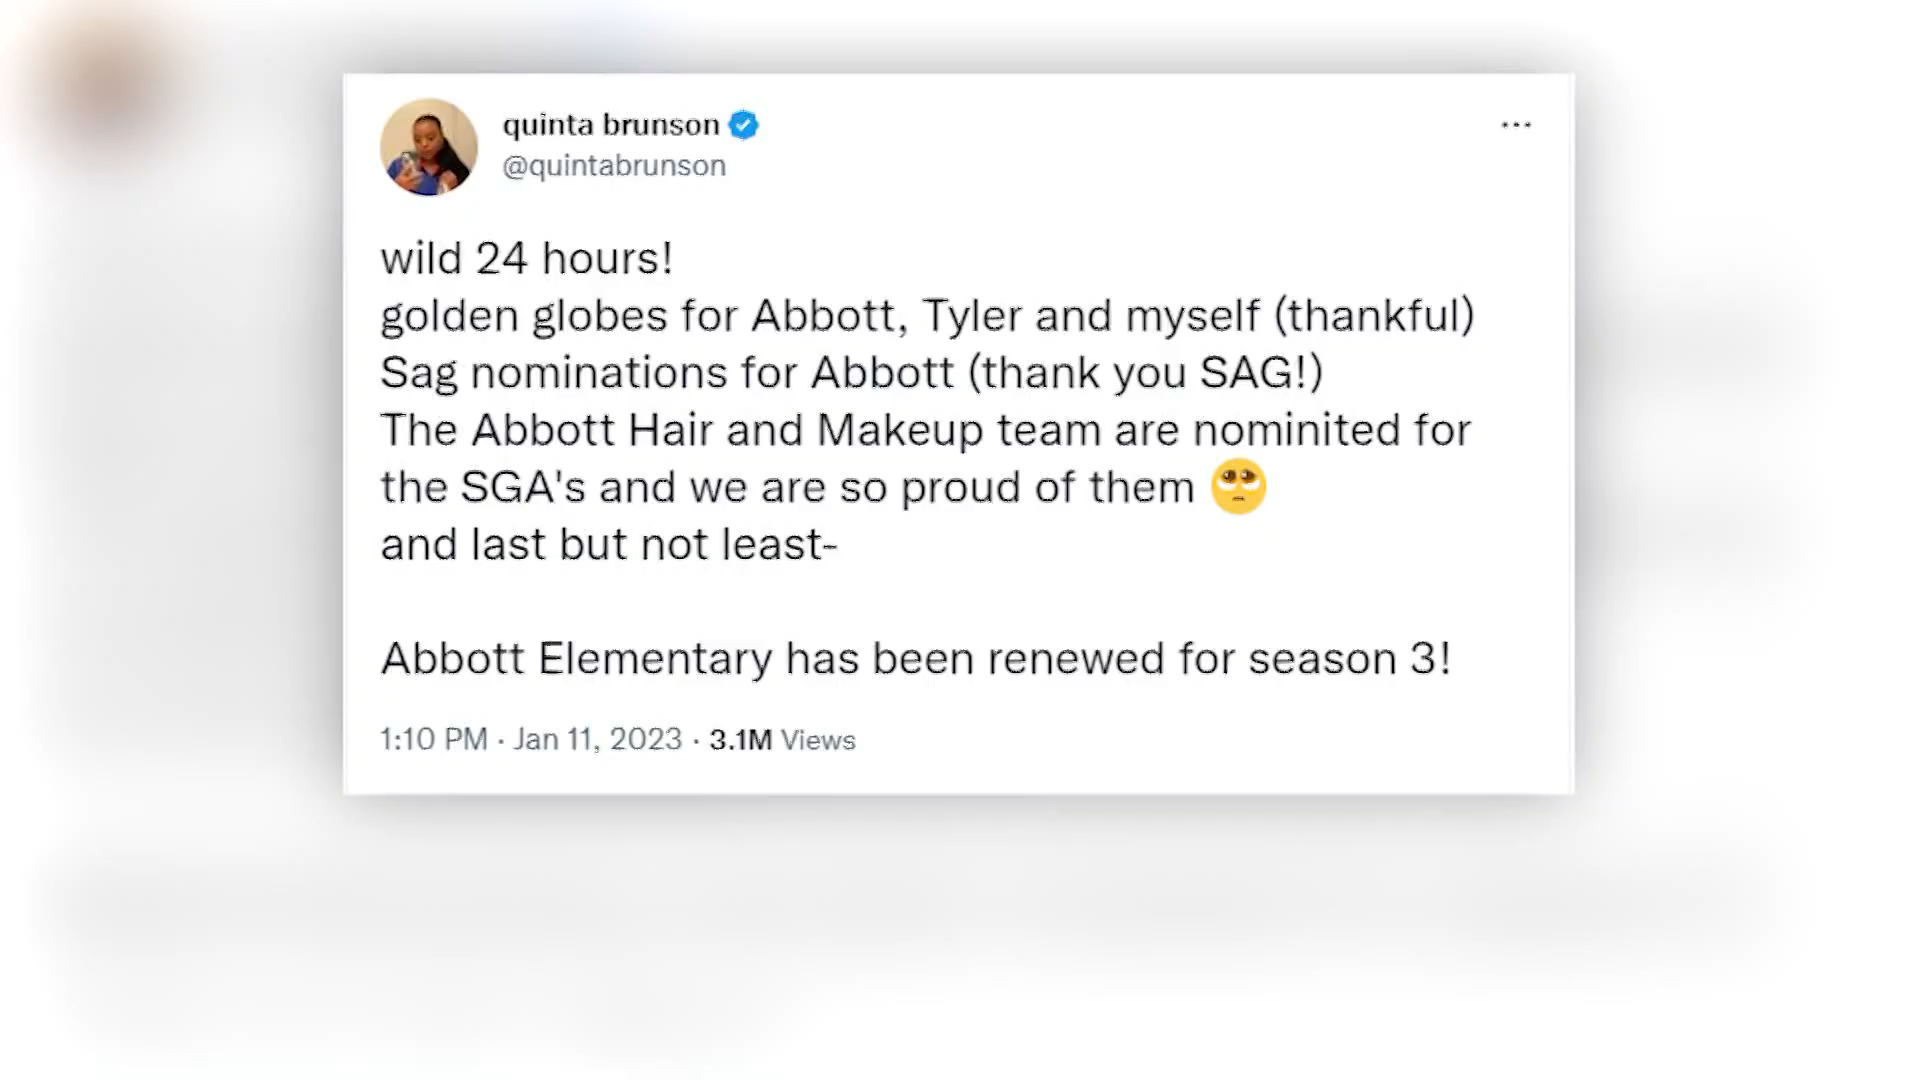 quinta brunson
@quintabrunson
wild 24 hours!
golden globes for Abbott, Tyler and myself (thankful)
Sag nominations for Abbott (thank you SAG!)
The Abbott Hair and Makeup team are nominited for
the SGA's and we are so proud of them 🥺
and last but not least-
Abbott Elementary has been renewed for season 3!
1:10 PM · Jan 11, 2023 · 3.1M Views